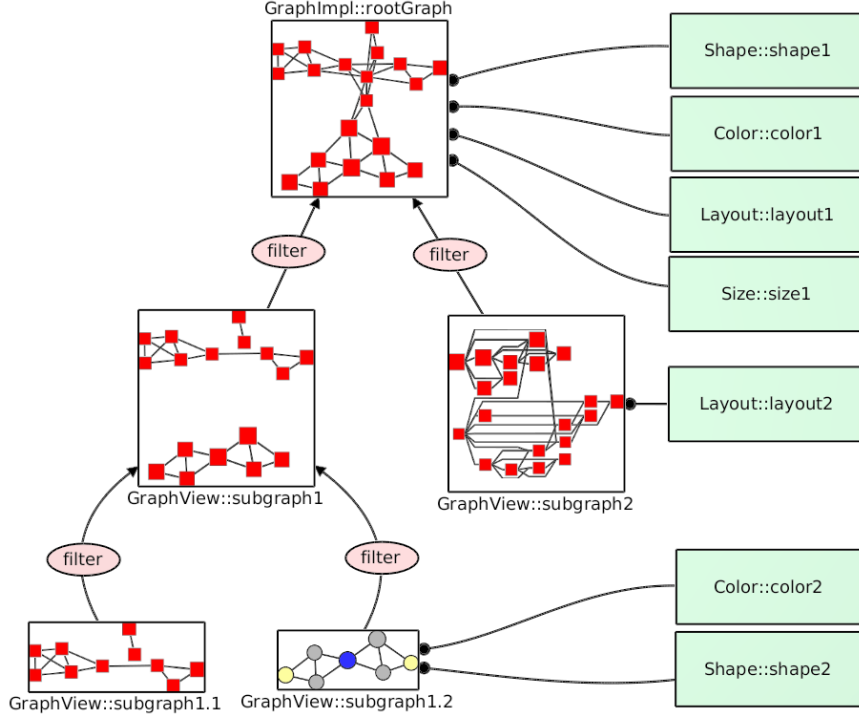 GraphImpl::rootGraph
Shape::shape1
Color::color1
Layout::layout1
filter
filter
Size::size1
Layout::layout2
GraphView::subgraph1
GraphView::subgraph2
filter
filter
Color::color2
Shape::shape2
GraphView::subgraph1.1
GraphView::subgraph1.2